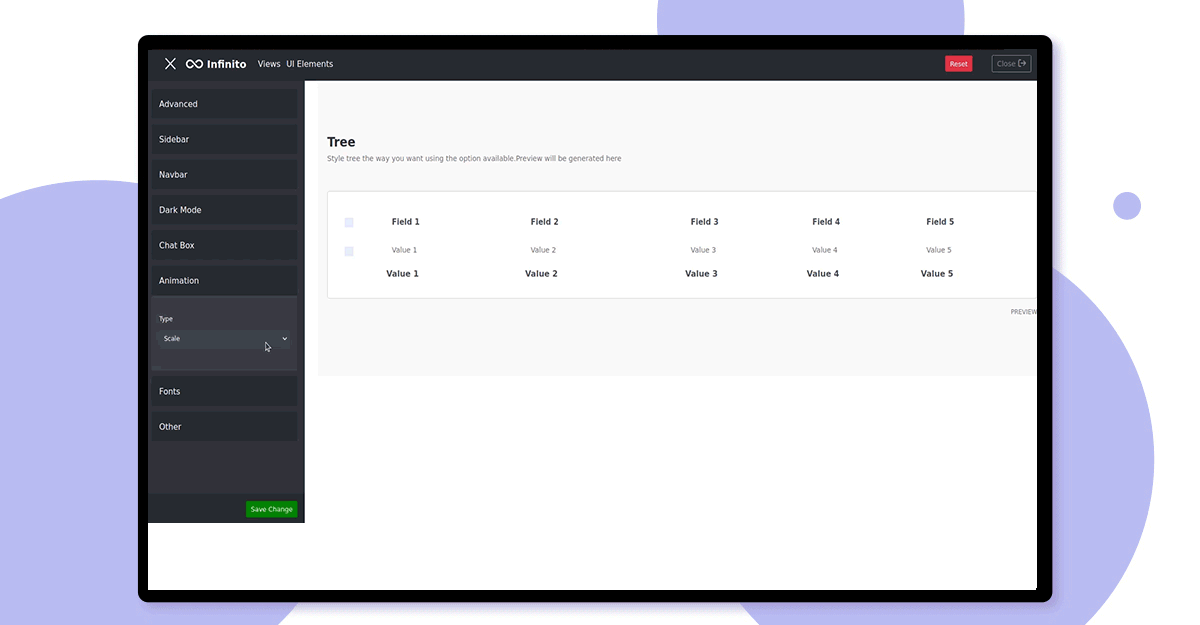 Infinito Views UI Elements Reset Close
Advanced
Sidebar
Navbar
Dark Mode
Chat Box
Animation
Type
Scale
Fonts
Other
Save Change
Tree
Style tree the way you want using the option available.Preview will be generated here
Field 1 Field 2 Field 3 Field 4 Field 5
Value 1 Value 2 Value 3 Value 4 Value 5
Value 1 Value 2 Value 3 Value 4 Value 5
PREVIEW